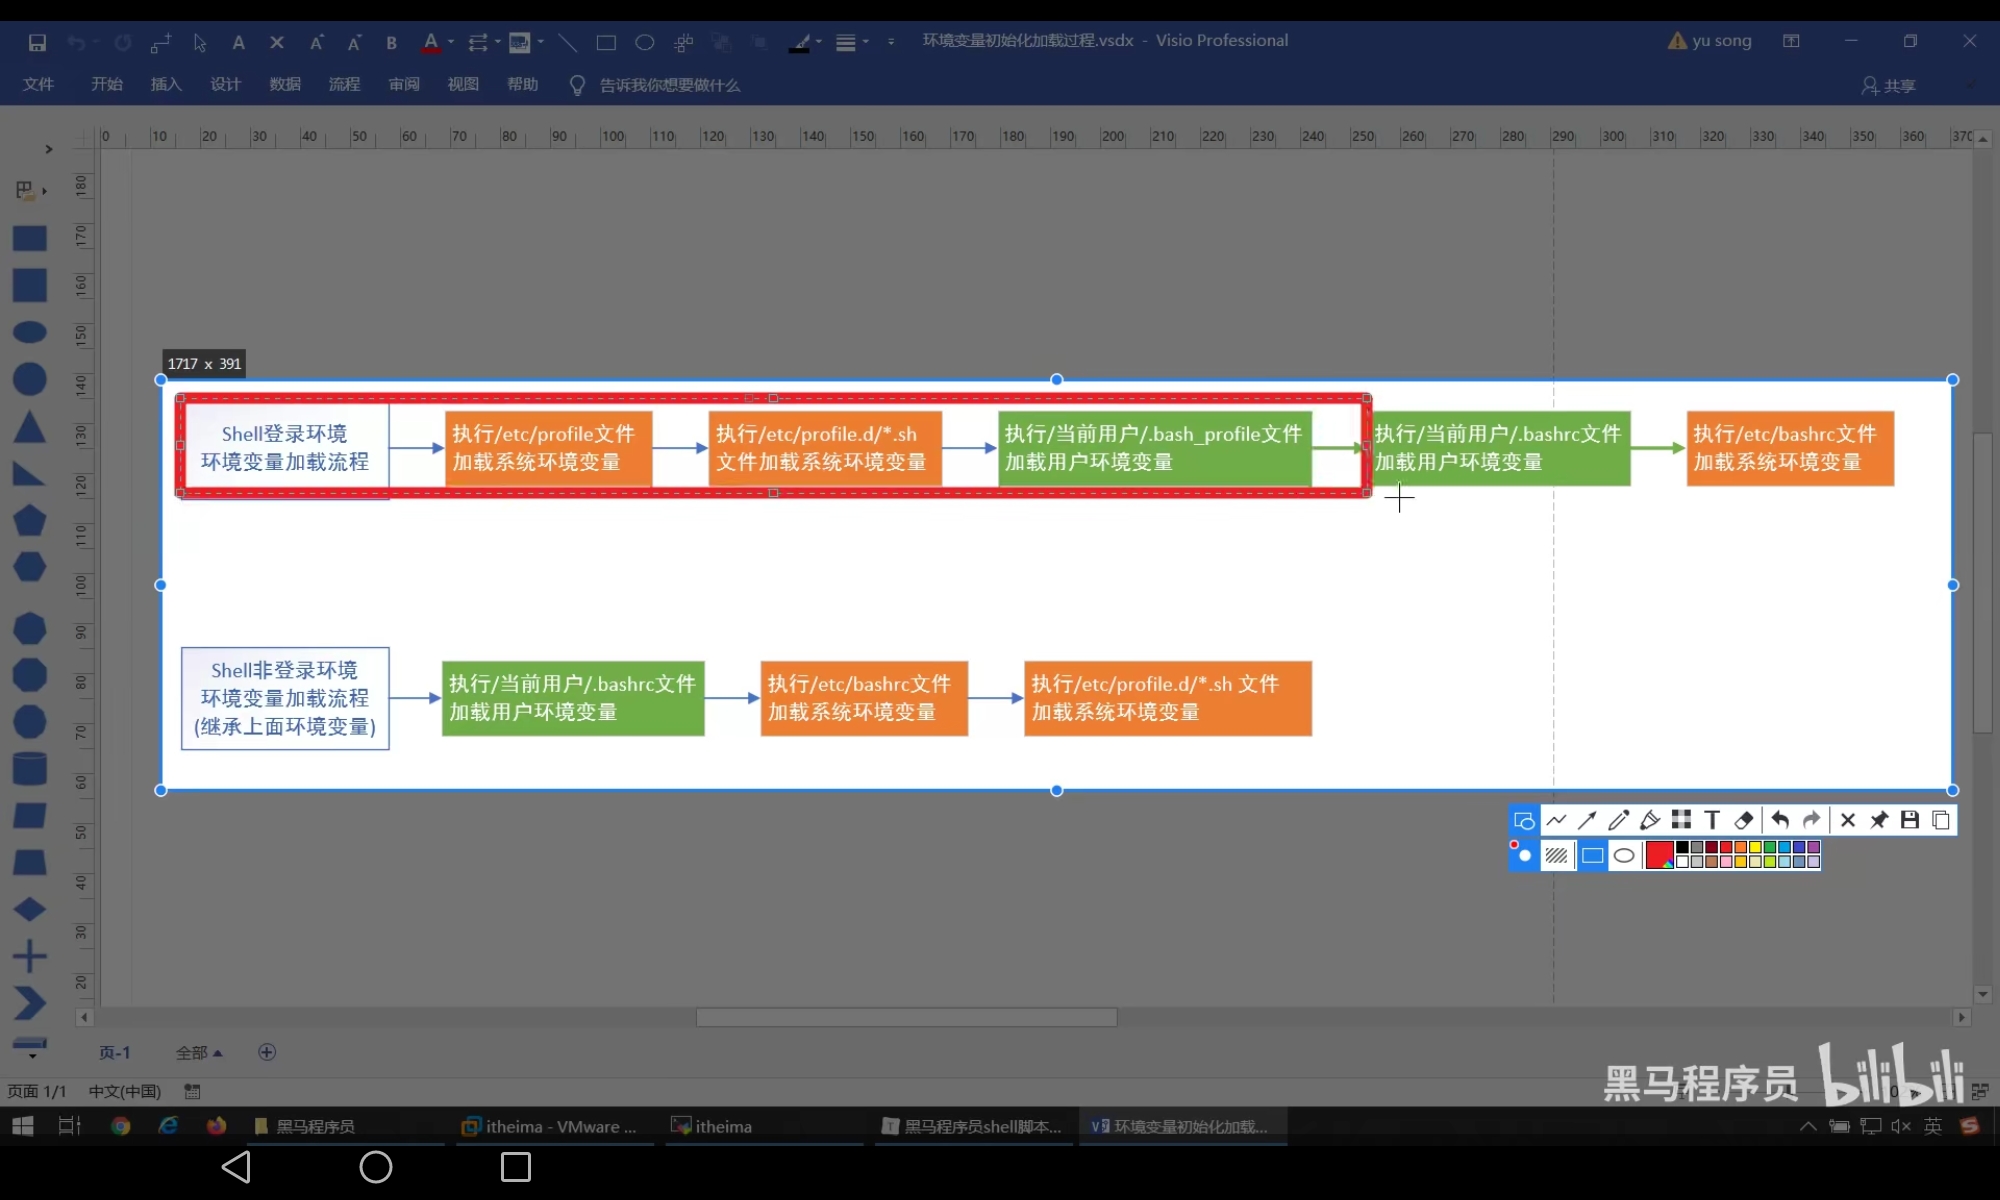 环境变量初始化加载过程.vsdx - Visio Professional
yu song
文件 开始 插入 设计 数据 流程 审阅 视图 帮助 告诉我你想要做什么
共享
0 10 20 30 40 50 60 70 80 90 100 110 120 130 140 150 160 170 180 190 200 210 220 230 240 250 260 270 280 290 300 310 320 330 340 350 360 370
180
170
160
150
140
130
120
110
100
90
80
70
60
50
40
30
20
1717 x 391
Shell登录环境
环境变量加载流程
执行/etc/profile文件
加载系统环境变量
执行/etc/profile.d/*.sh
文件加载系统环境变量
执行/当前用户/.bash_profile文件
加载用户环境变量
执行/当前用户/.bashrc文件
加载用户环境变量
执行/etc/bashrc文件
加载系统环境变量
Shell非登录环境
环境变量加载流程
(继承上面环境变量)
执行/当前用户/.bashrc文件
加载用户环境变量
执行/etc/bashrc文件
加载系统环境变量
执行/etc/profile.d/*.sh 文件
加载系统环境变量
页-1 全部
页面 1/1 中文(中国)
黑马程序员 bilibili
黑马程序员
itheima - VMware ...
itheima
黑马程序员shell脚本...
环境变量初始化加载...
英